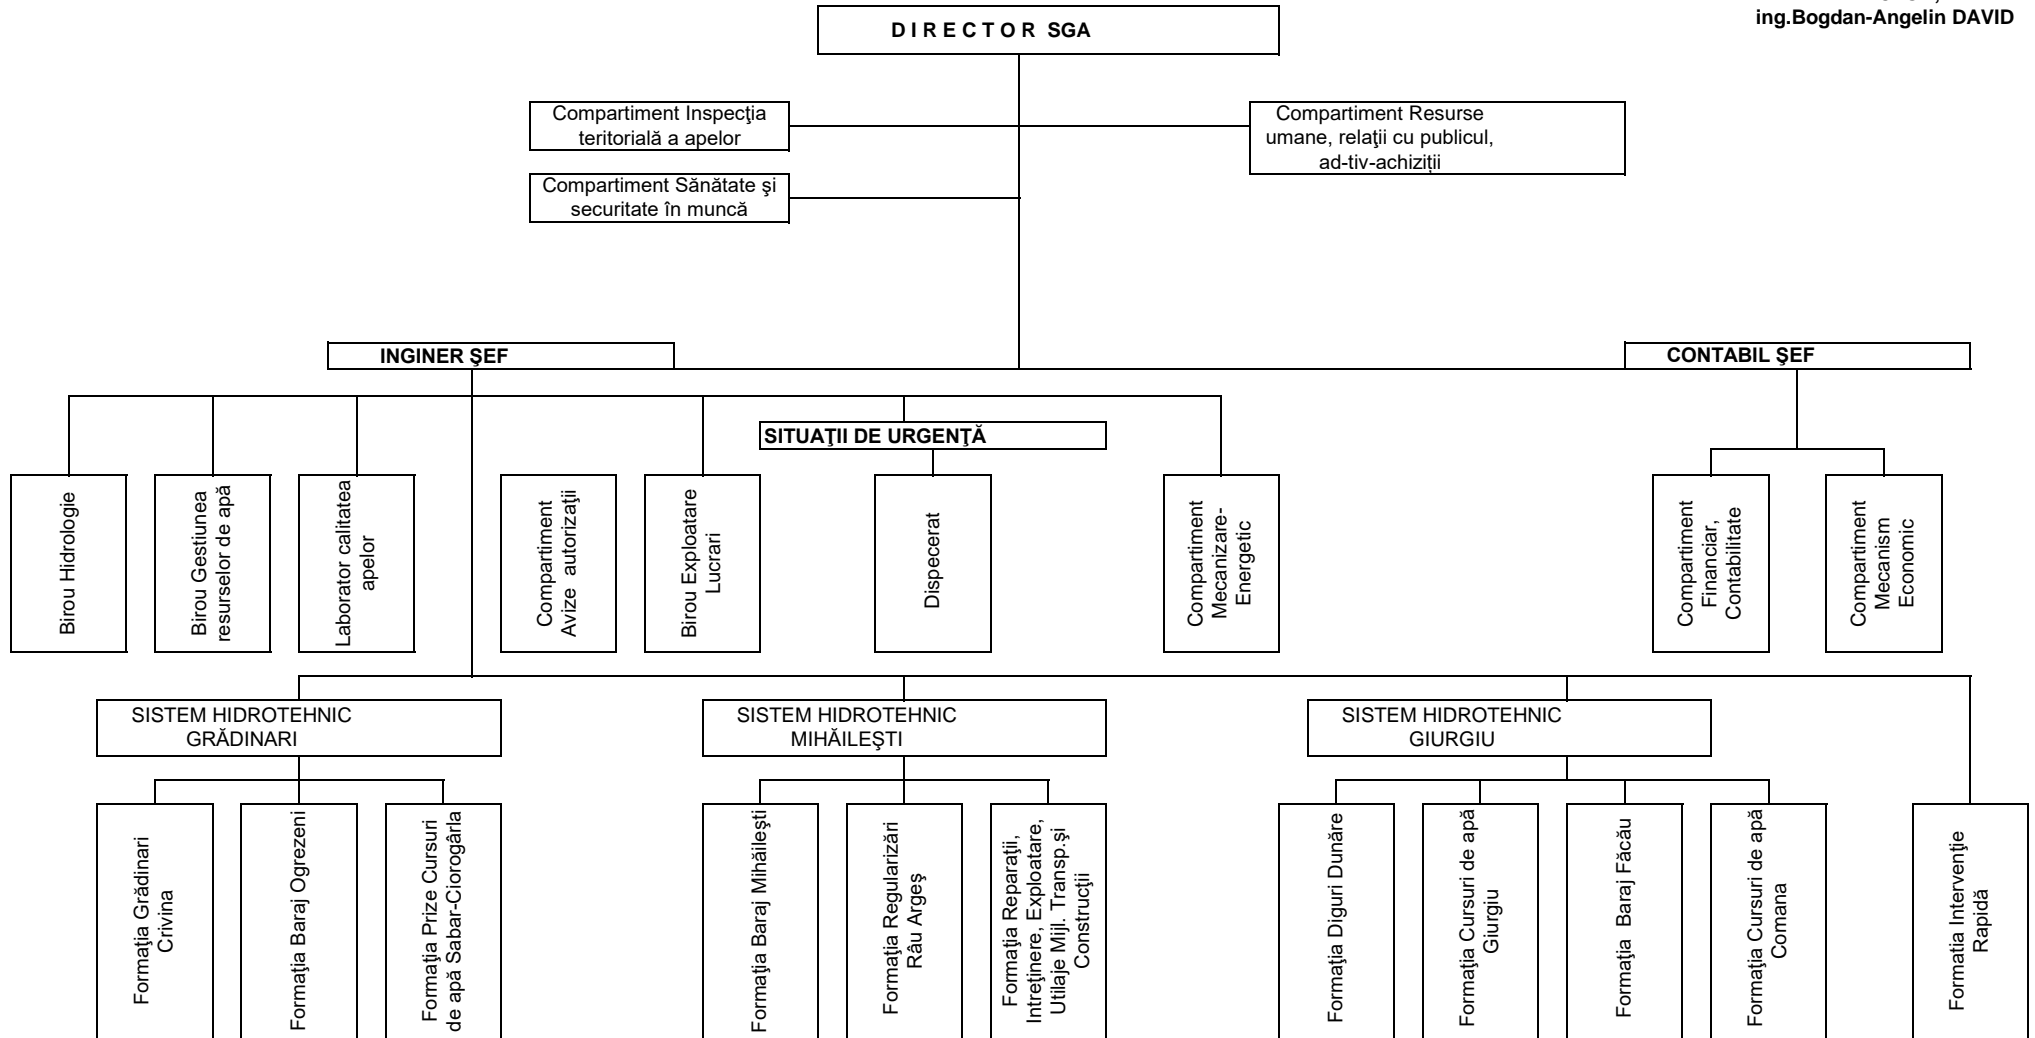 ing.Bogdan-Angelin DAVID
D I R E C T O R  SGA
Compartiment Inspecţia
teritorială a apelor
Compartiment Resurse
umane, relaţii cu publicul,
ad-tiv-achiziții
Compartiment Sănătate şi
securitate în muncă
INGINER ŞEF
CONTABIL ŞEF
SITUAŢII DE URGENŢĂ
Birou Hidrologie
Birou Gestiunea
resurselor de apă
Laborator calitatea
apelor
Compartiment
Avize  autorizaţii
Birou Exploatare
Lucrari
Dispecerat
Compartiment
Mecanizare-
Energetic
Compartiment
Financiar,
Contabilitate
Compartiment
Mecanism
Economic
SISTEM HIDROTEHNIC
GRĂDINARI
SISTEM HIDROTEHNIC
MIHĂILEŞTI
SISTEM HIDROTEHNIC
GIURGIU
Formaţia Grădinari
Crivina
Formaţia Baraj Ogrezeni
Formaţia Prize Cursuri
de apă Sabar-Ciorogârla
Formaţia Baraj Mihăileşti
Formaţia Regularizări
Râu Argeş
Formaţia Reparaţii,
Intreţinere, Exploatare,
Utilaje Mijl. Transp.şi
Construcţii
Formaţia Diguri Dunăre
Formaţia Cursuri de apă
Giurgiu
Formaţia  Baraj Făcău
Formaţia Cursuri de apă
Comana
Formatia Intervenţie
Rapidă